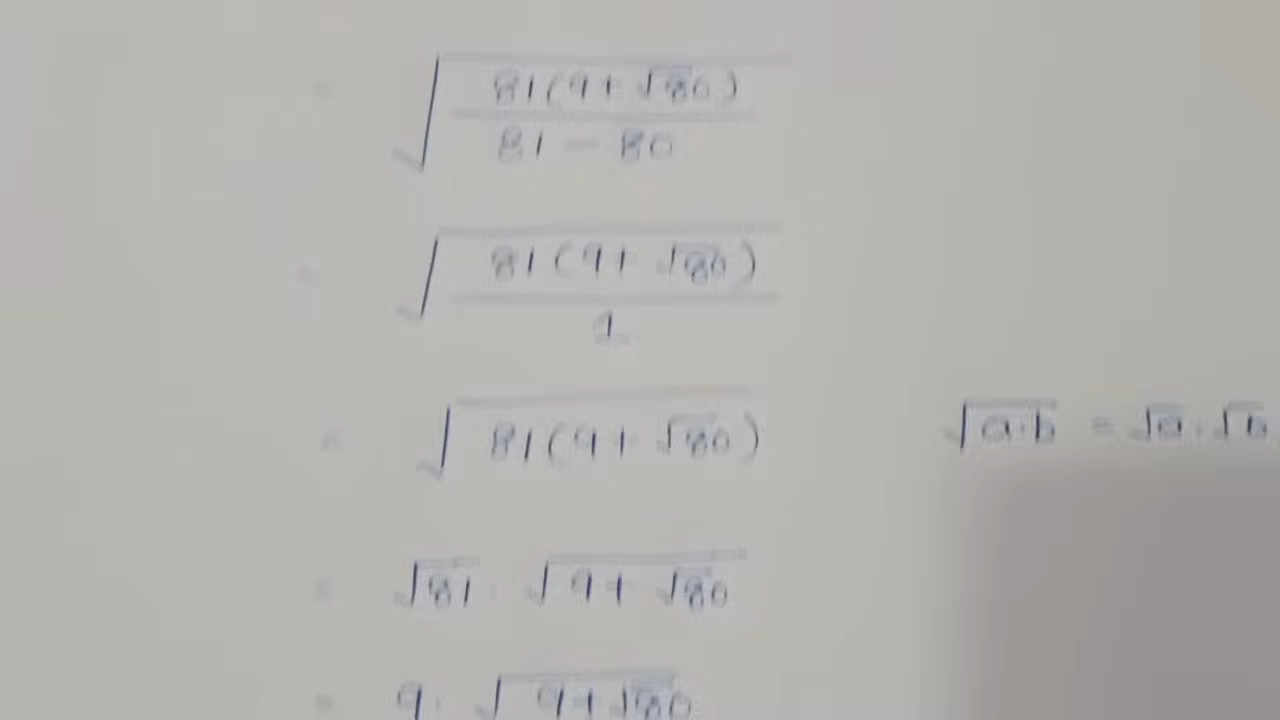 = √(81(9+√80) / 81 - 80)
= √(81(9+√80) / 1)
= √(81(9+√80)) √(a·b) = √a · √b
= √81 · √(9+√80)
= 9 · √(9+√80)